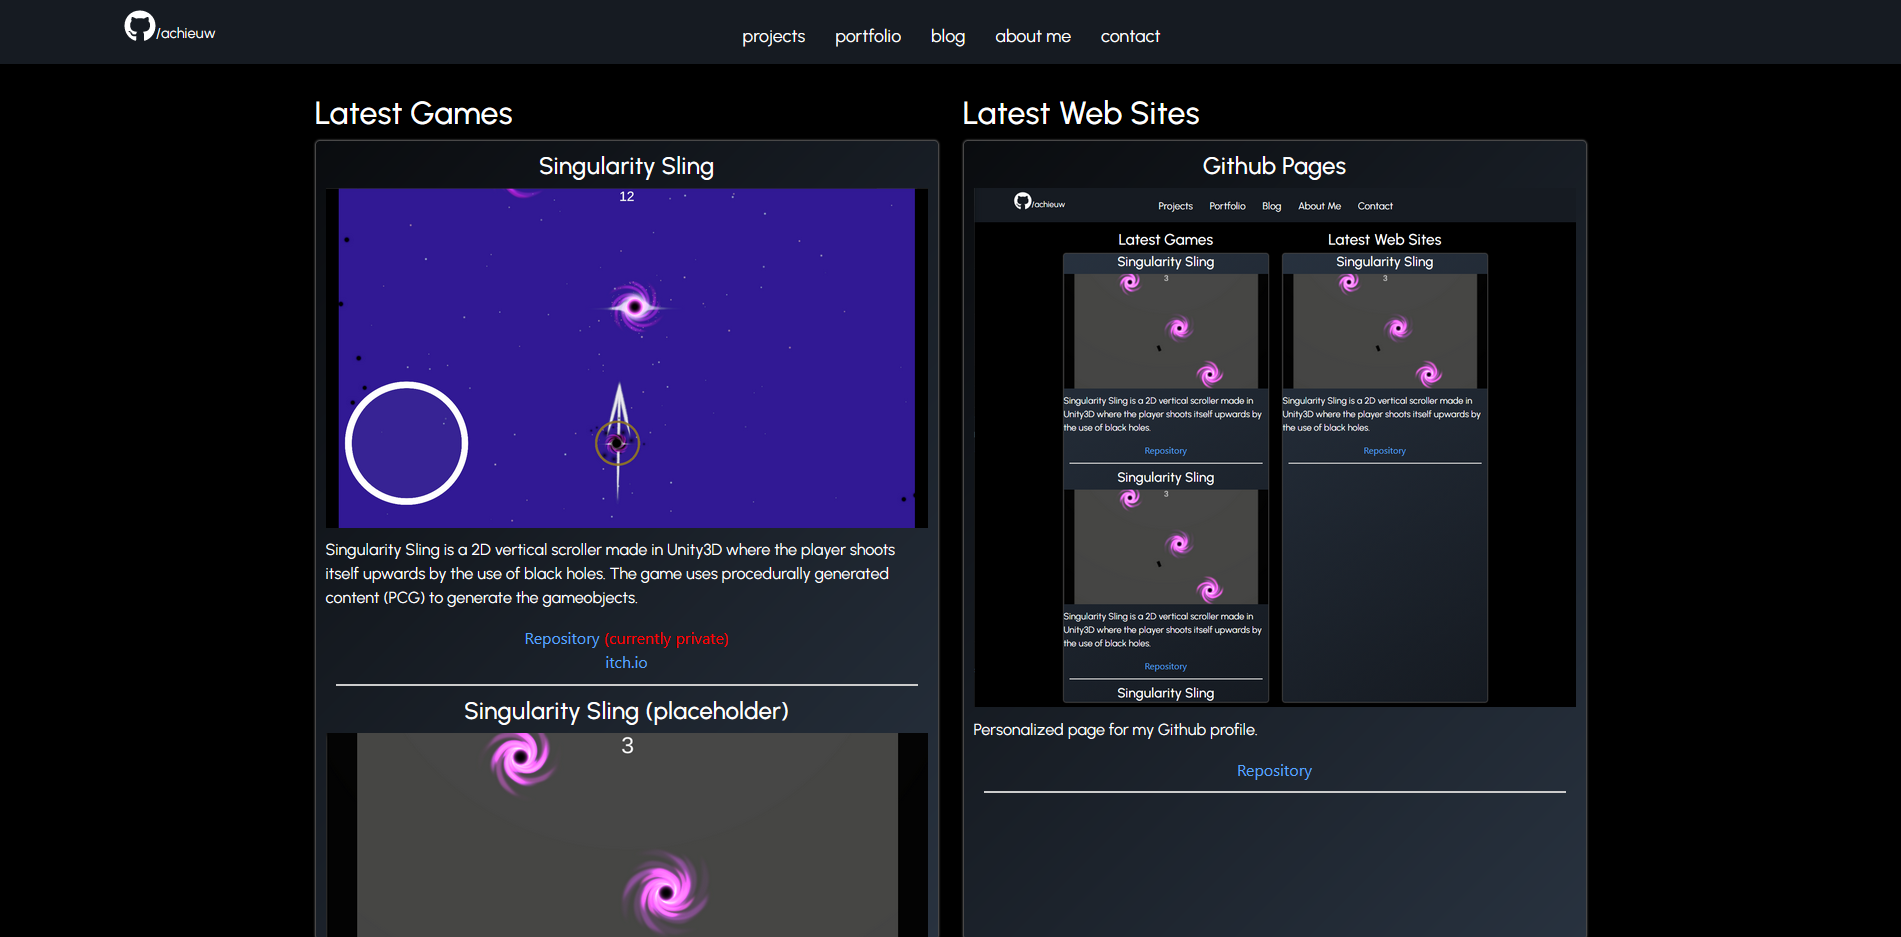 /achieuw
projects portfolio blog about me contact
Latest Games
Singularity Sling
12
Singularity Sling is a 2D vertical scroller made in Unity3D where the player shoots
itself upwards by the use of black holes. The game uses procedurally generated
content (PCG) to generate the gameobjects.
Repository (currently private)
itch.io
Singularity Sling (placeholder)
3
Latest Web Sites
Github Pages
/achieuw
Projects Portfolio Blog About Me Contact
Latest Games
Singularity Sling
3
Singularity Sling is a 2D vertical scroller made in
Unity3D where the player shoots itself upwards by
the use of black holes.
Repository
Singularity Sling
3
Singularity Sling is a 2D vertical scroller made in
Unity3D where the player shoots itself upwards by
the use of black holes.
Repository
Singularity Sling
Latest Web Sites
Singularity Sling
3
Singularity Sling is a 2D vertical scroller made in
Unity3D where the player shoots itself upwards by
the use of black holes.
Repository
Personalized page for my Github profile.
Repository